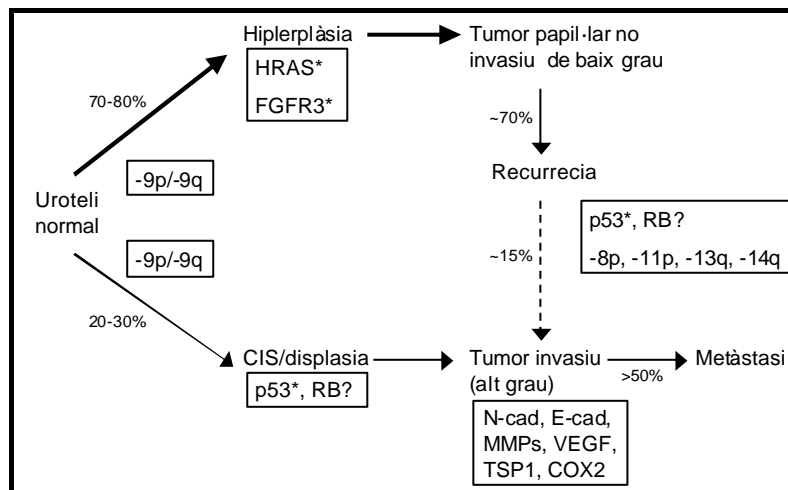 Hiplerplàsia
HRAS*
FGFR3*
Tumor papil·lar no
invasiu de baix grau
70-80%
~70%
-9p/-9q
Recurrecia
Uroteli
normal
p53*, RB?
-8p, -11p, -13q, -14q
-9p/-9q
~15%
20-30%
CIS/displasia
p53*, RB?
Tumor invasiu
(alt grau)
>50%
Metàstasi
N-cad, E-cad,
MMPs, VEGF,
TSP1, COX2